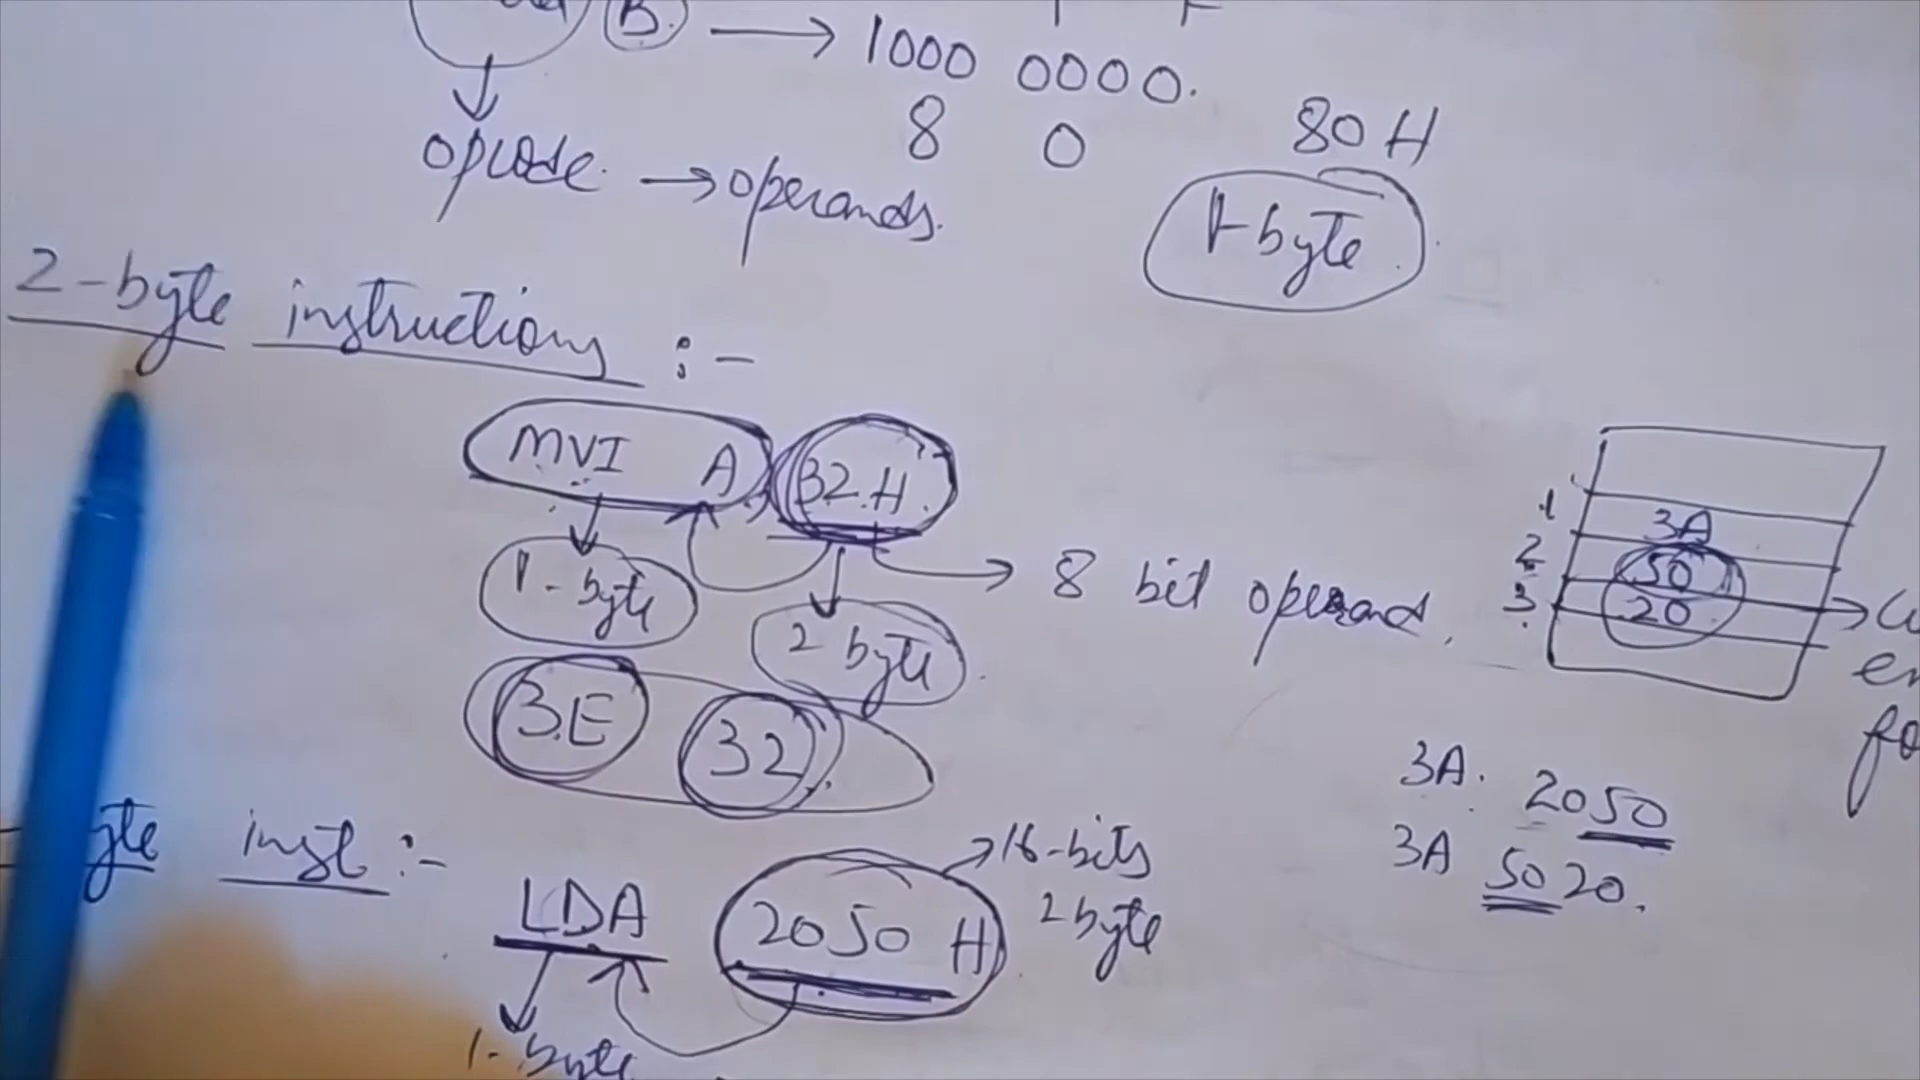 B. → 1000 0000.
8 0 80 H
opcode. → operands.
1-byte
2-byte instructions :-
MVI A, 32.H.
1-byte
→ 8 bit operand.
2 byte
3.E 32.
1
2.
3.
3A
50
20
3A. 2050
3A 5020.
inst :-
→ 16-bits
LDA 2050 H
2 byte
1-byte